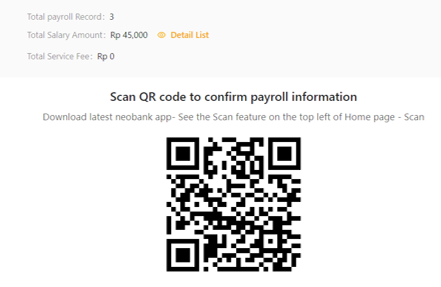 Total payroll Record: 3
Total Salary Amount: Rp 45,000 Detail List
Total Service Fee: Rp 0
Scan QR code to confirm payroll information
Download latest neobank app- See the Scan feature on the top left of Home page - Scan